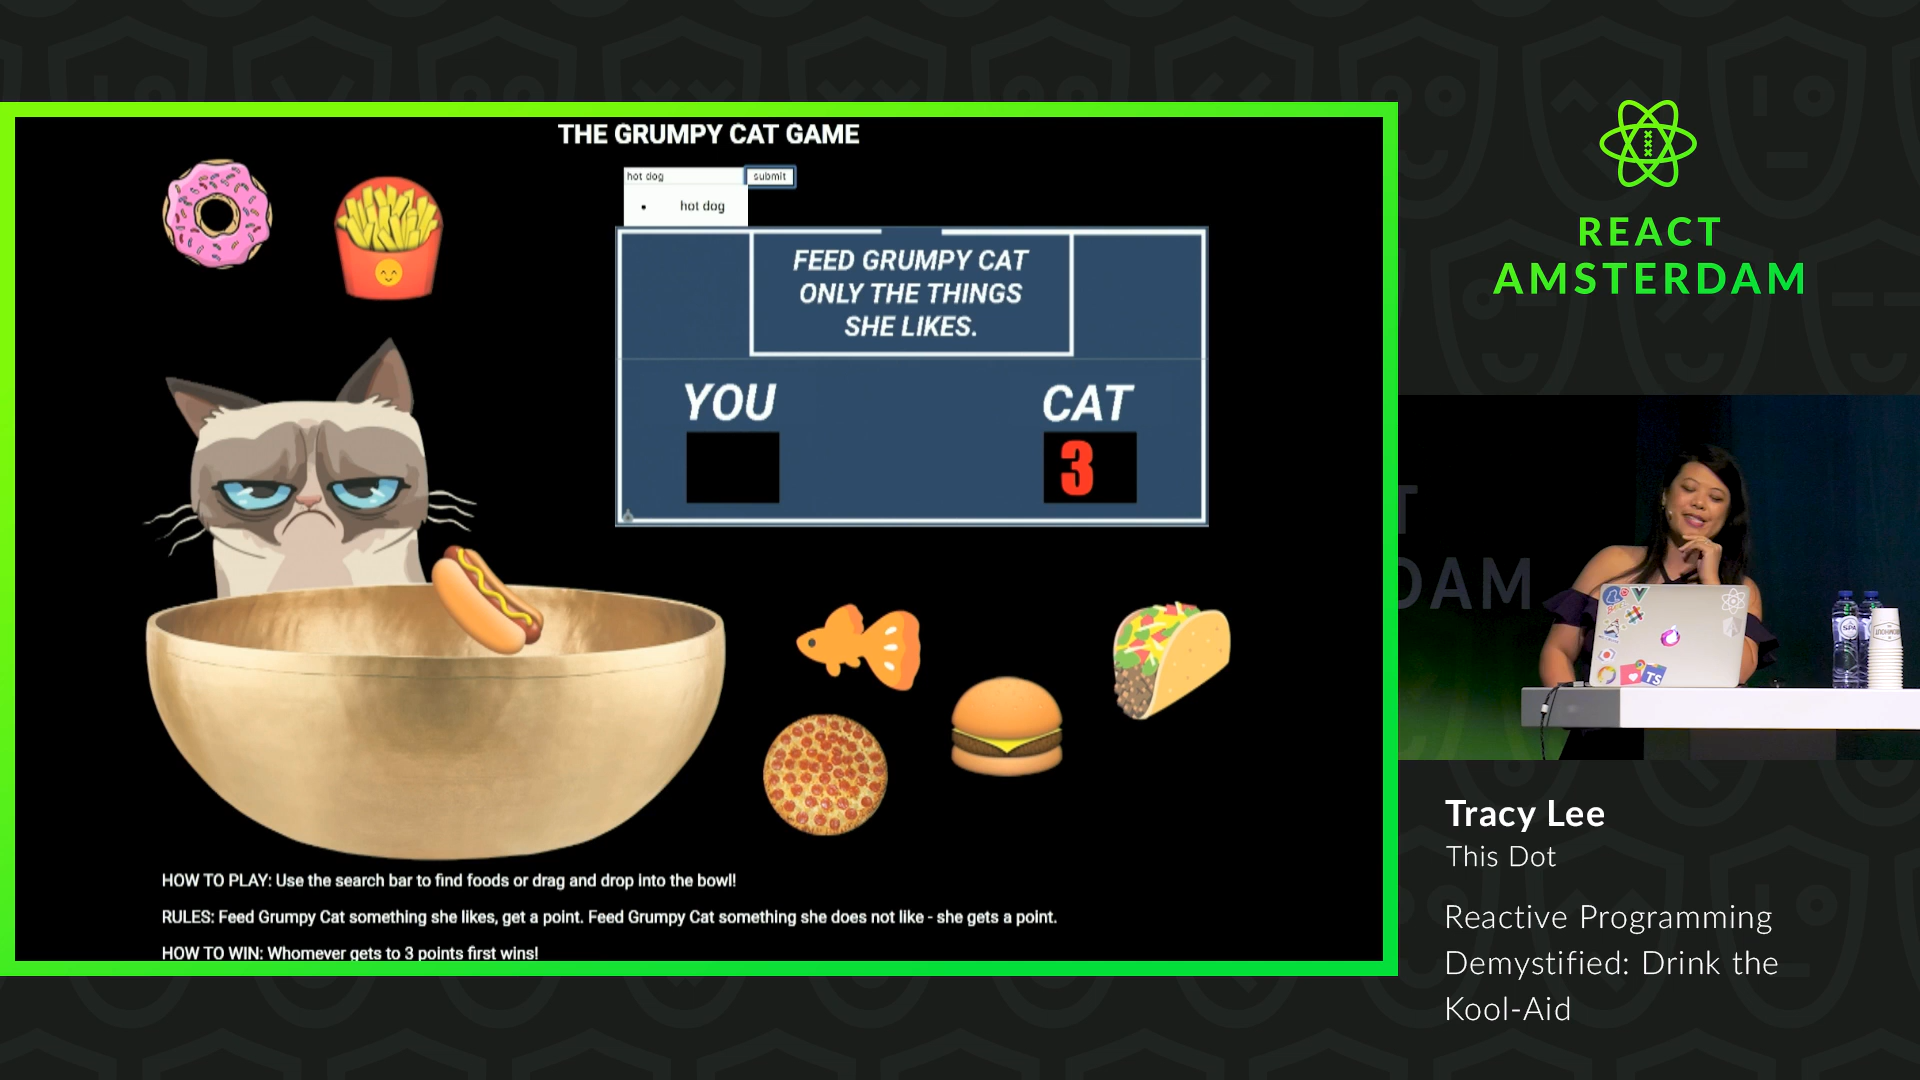 THE GRUMPY CAT GAME
hot dog
submit
• hot dog
FEED GRUMPY CAT
ONLY THE THINGS
SHE LIKES.
YOU
CAT
3
HOW TO PLAY: Use the search bar to find foods or drag and drop into the bowl!
RULES: Feed Grumpy Cat something she likes, get a point. Feed Grumpy Cat something she does not like - she gets a point.
HOW TO WIN: Whomever gets to 3 points first wins!
REACT
AMSTERDAM
T
DAM
TS
SPA
Tracy Lee
This Dot
Reactive Programming
Demystified: Drink the
Kool-Aid